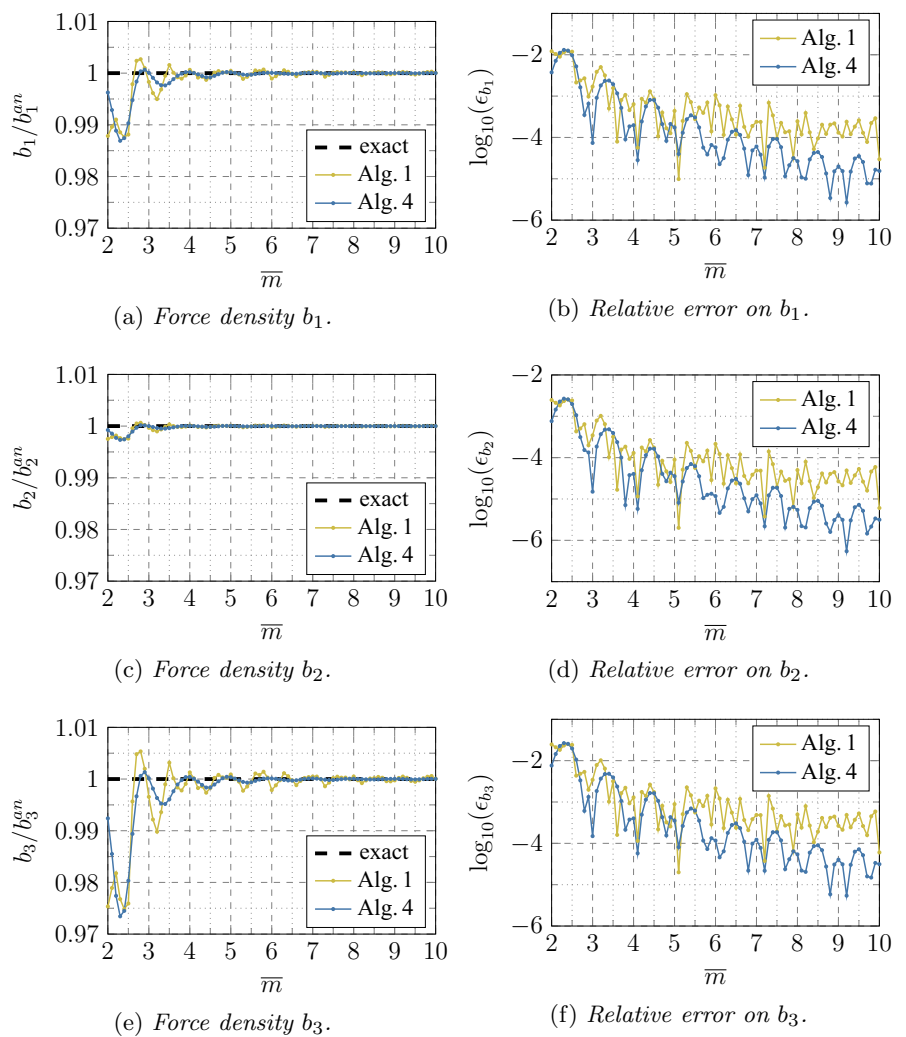 1.01
1
0.99
0.98
0.97
b₁/b₁ᵃⁿ
exact
Alg. 1
Alg. 4
2 3 4 5 6 7 8 9 10
m̅
(a) Force density b₁.
−2
−4
−6
log₁₀(ϵ_b₁)
Alg. 1
Alg. 4
2 3 4 5 6 7 8 9 10
m̅
(b) Relative error on b₁.
1.01
1
0.99
0.98
0.97
b₂/b₂ᵃⁿ
exact
Alg. 1
Alg. 4
2 3 4 5 6 7 8 9 10
m̅
(c) Force density b₂.
−2
−4
−6
log₁₀(ϵ_b₂)
Alg. 1
Alg. 4
2 3 4 5 6 7 8 9 10
m̅
(d) Relative error on b₂.
1.01
1
0.99
0.98
0.97
b₃/b₃ᵃⁿ
exact
Alg. 1
Alg. 4
2 3 4 5 6 7 8 9 10
m̅
(e) Force density b₃.
−2
−4
−6
log₁₀(ϵ_b₃)
Alg. 1
Alg. 4
2 3 4 5 6 7 8 9 10
m̅
(f) Relative error on b₃.